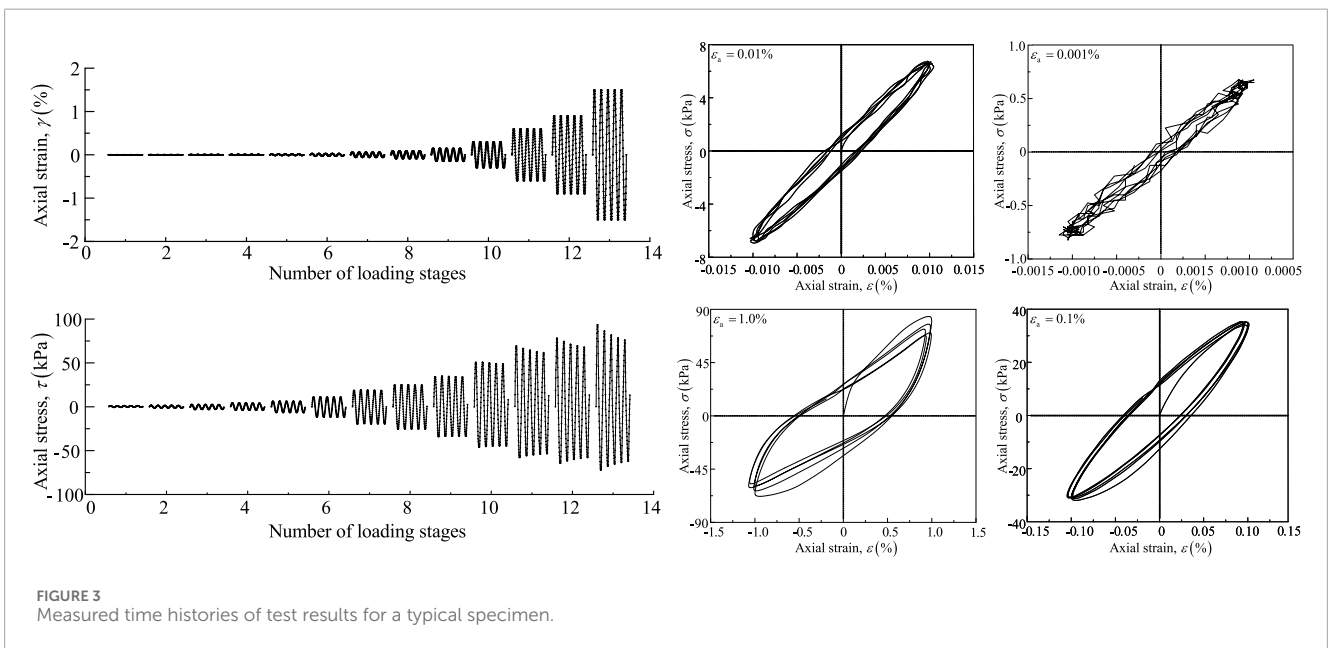 2
1
0
-1
-2
Axial strain, γ (%)
0 2 4 6 8 10 12 14
Number of loading stages
100
50
0
-50
-100
Axial stress, τ (kPa)
0 2 4 6 8 10 12 14
Number of loading stages
εa = 0.01%
8
4
0
-4
-8
Axial stress, σ (kPa)
-0.015 -0.010 -0.005 0 0.005 0.010 0.015
Axial strain, ε (%)
εa = 0.001%
1.0
0.5
0
-0.5
-1.0
Axial stress, σ (kPa)
-0.0015 -0.0010 -0.0005 0 0.0015 0.0010 0.0005
Axial strain, ε (%)
εa = 1.0%
90
45
0
-45
-90
Axial stress, σ (kPa)
-1.5 -1.0 -0.5 0 0.5 1.0 1.5
Axial strain, ε (%)
εa = 0.1%
40
20
0
-20
-40
Axial stress, σ (kPa)
-0.15 -0.10 -0.05 0 0.05 0.10 0.15
Axial strain, ε (%)
FIGURE 3
Measured time histories of test results for a typical specimen.